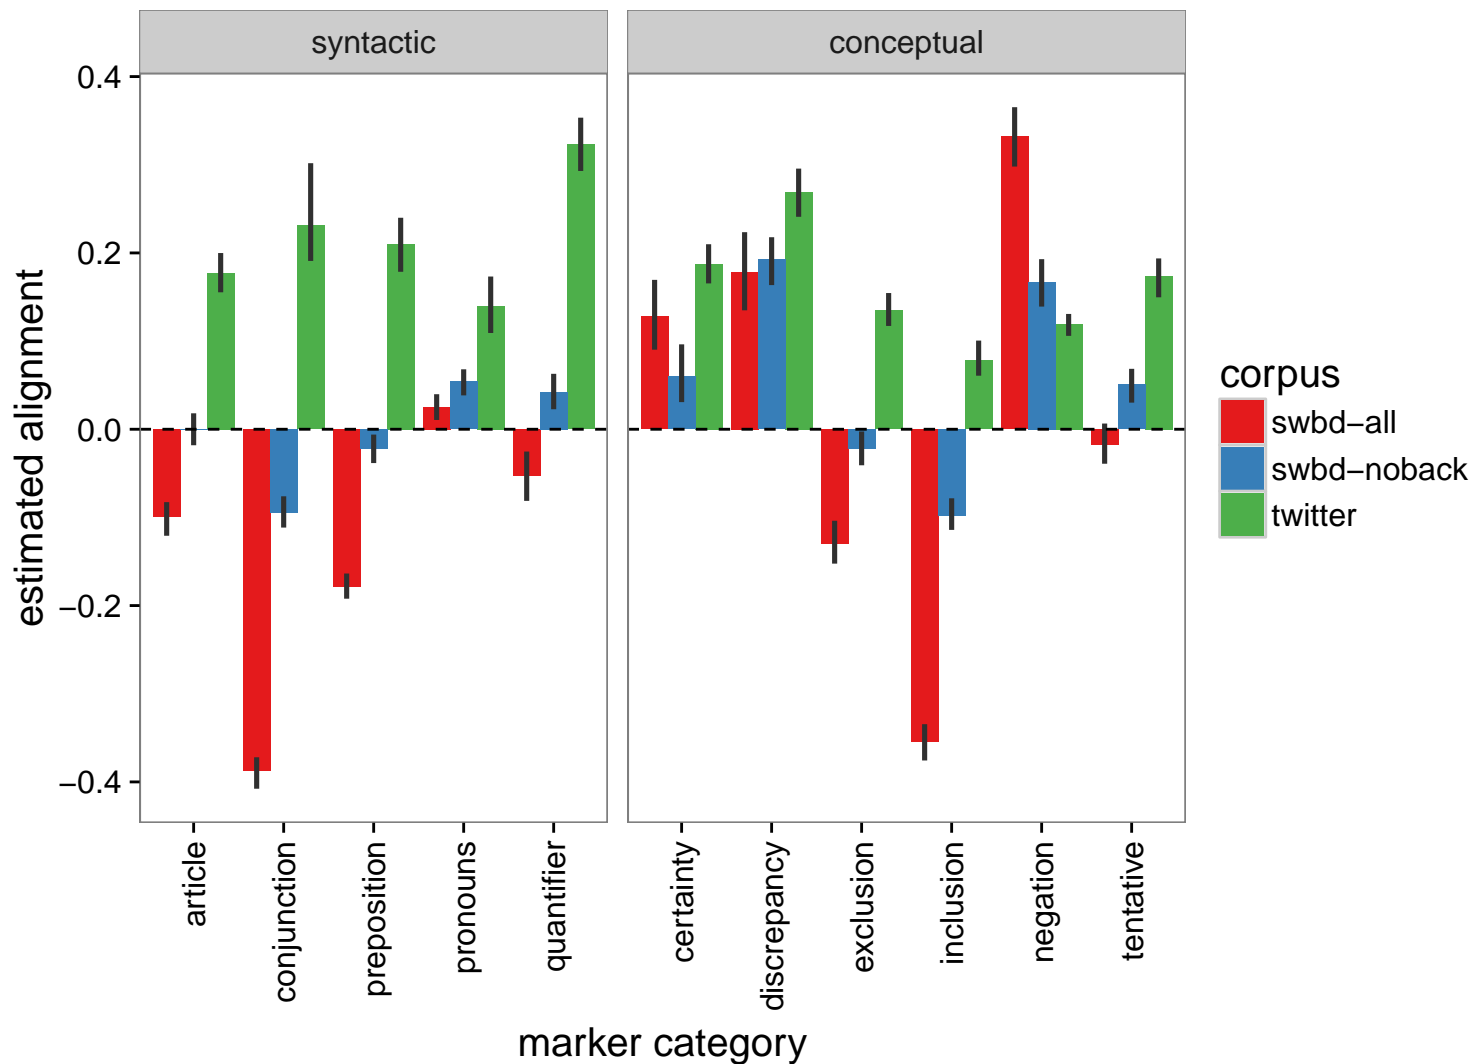 syntactic
conceptual
0.4
0.2
0.0
−0.2
−0.4
estimated alignment
article
conjunction
preposition
pronouns
quantifier
certainty
discrepancy
exclusion
inclusion
negation
tentative
marker category
corpus
swbd−all
swbd−noback
twitter